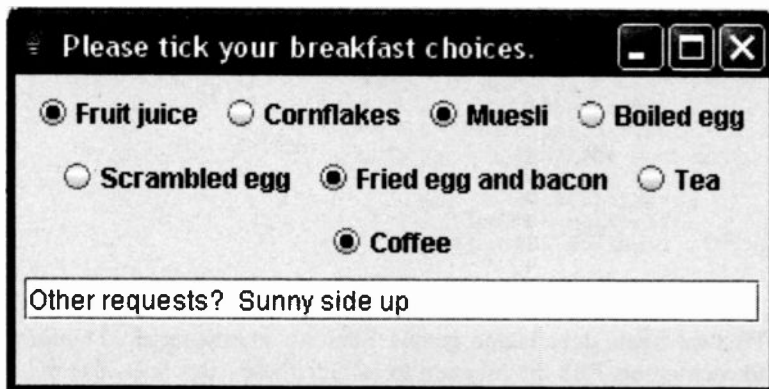 Please tick your breakfast choices.
Fruit juice Cornflakes Muesli Boiled egg
Scrambled egg Fried egg and bacon Tea
Coffee
Other requests? Sunny side up